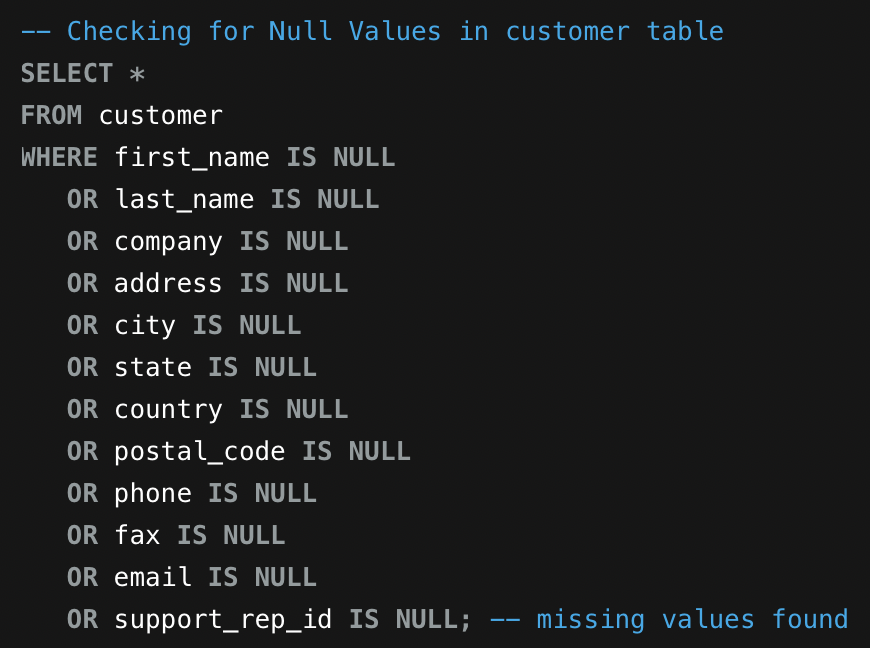 -- Checking for Null Values in customer table
SELECT *
FROM customer
WHERE first_name IS NULL
   OR last_name IS NULL
   OR company IS NULL
   OR address IS NULL
   OR city IS NULL
   OR state IS NULL
   OR country IS NULL
   OR postal_code IS NULL
   OR phone IS NULL
   OR fax IS NULL
   OR email IS NULL
   OR support_rep_id IS NULL; -- missing values found